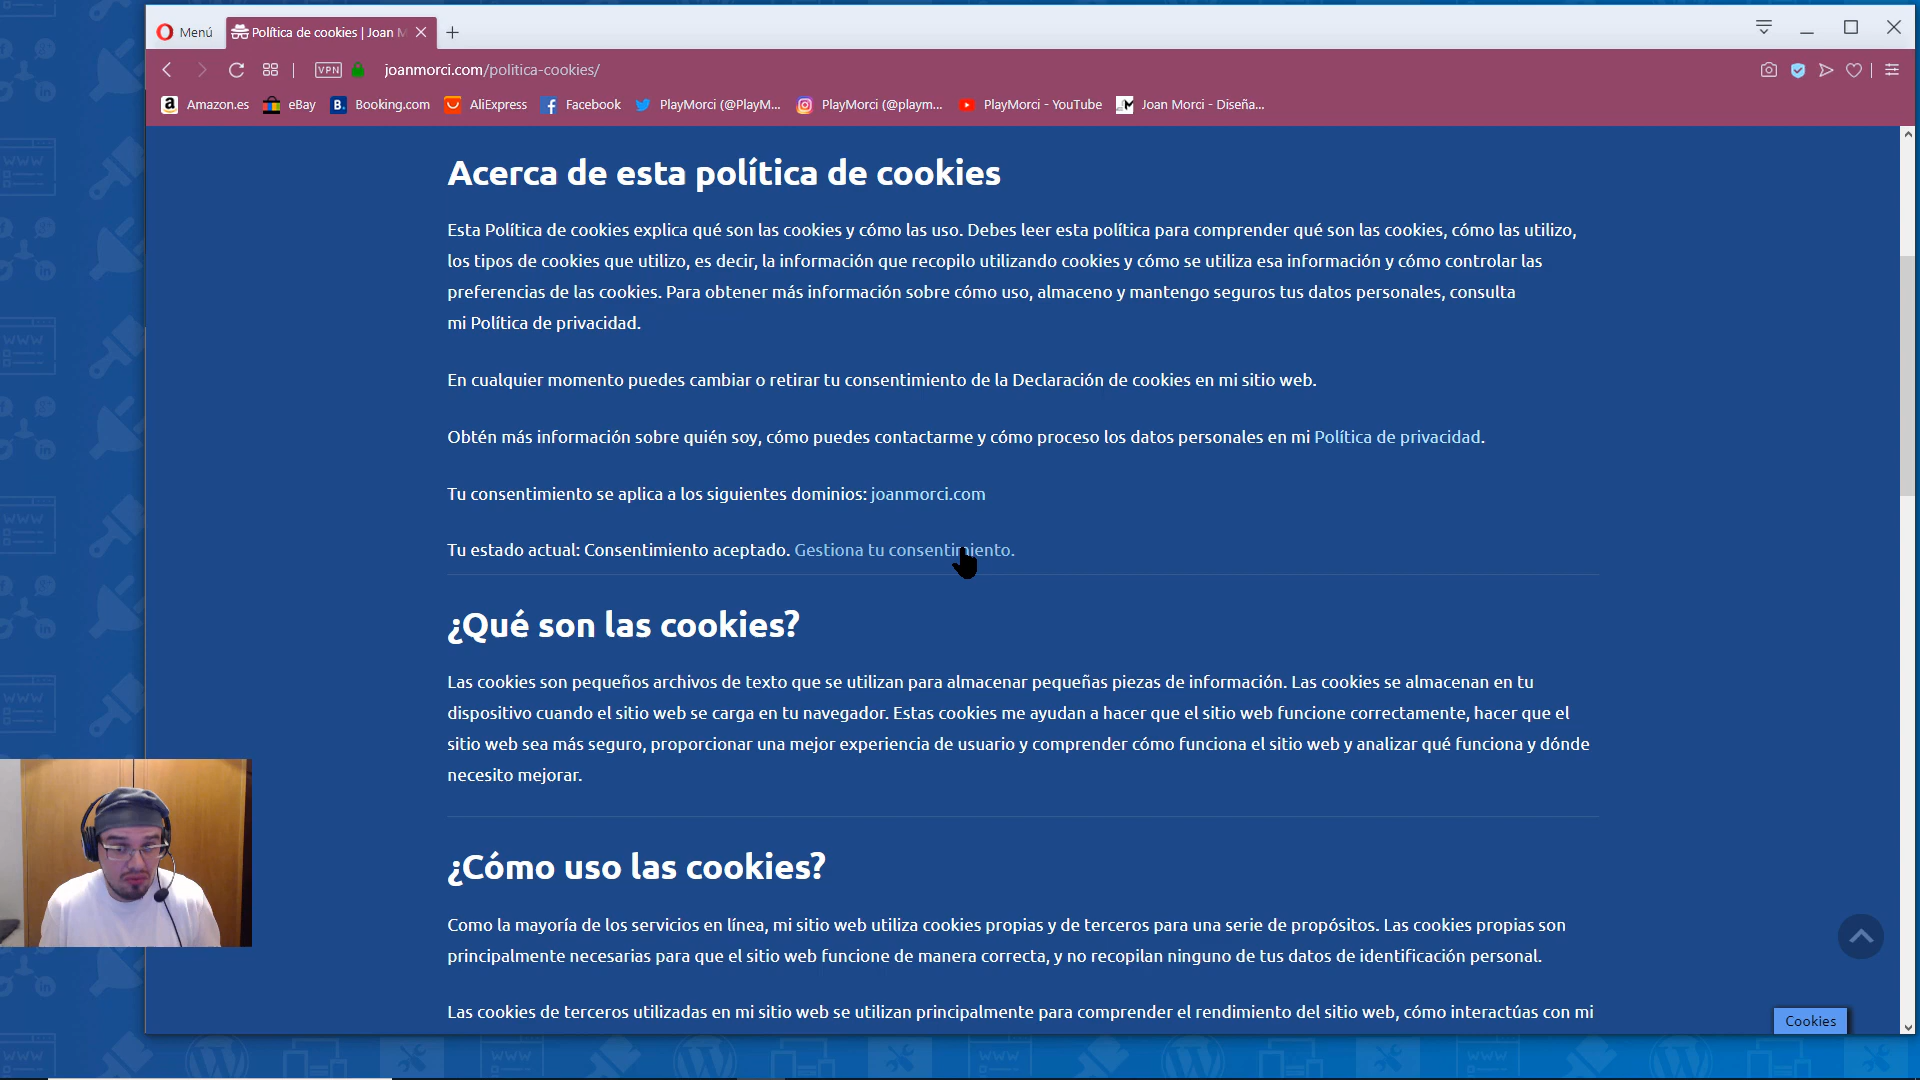 Menú
Política de cookies | Joan M
VPN
joanmorci.com/politica-cookies/
Amazon.es
eBay
Booking.com
AliExpress
Facebook
PlayMorci (@PlayM...
PlayMorci (@playm...
PlayMorci - YouTube
Joan Morci - Diseña...
Acerca de esta política de cookies
Esta Política de cookies explica qué son las cookies y cómo las uso. Debes leer esta política para comprender qué son las cookies, cómo las utilizo,
los tipos de cookies que utilizo, es decir, la información que recopilo utilizando cookies y cómo se utiliza esa información y cómo controlar las
preferencias de las cookies. Para obtener más información sobre cómo uso, almaceno y mantengo seguros tus datos personales, consulta
mi Política de privacidad.
En cualquier momento puedes cambiar o retirar tu consentimiento de la Declaración de cookies en mi sitio web.
Obtén más información sobre quién soy, cómo puedes contactarme y cómo proceso los datos personales en mi Política de privacidad.
Tu consentimiento se aplica a los siguientes dominios: joanmorci.com
Tu estado actual: Consentimiento aceptado. Gestiona tu consentimiento.
¿Qué son las cookies?
Las cookies son pequeños archivos de texto que se utilizan para almacenar pequeñas piezas de información. Las cookies se almacenan en tu
dispositivo cuando el sitio web se carga en tu navegador. Estas cookies me ayudan a hacer que el sitio web funcione correctamente, hacer que el
sitio web sea más seguro, proporcionar una mejor experiencia de usuario y comprender cómo funciona el sitio web y analizar qué funciona y dónde
necesito mejorar.
¿Cómo uso las cookies?
Como la mayoría de los servicios en línea, mi sitio web utiliza cookies propias y de terceros para una serie de propósitos. Las cookies propias son
principalmente necesarias para que el sitio web funcione de manera correcta, y no recopilan ninguno de tus datos de identificación personal.
Las cookies de terceros utilizadas en mi sitio web se utilizan principalmente para comprender el rendimiento del sitio web, cómo interactúas con mi
Cookies